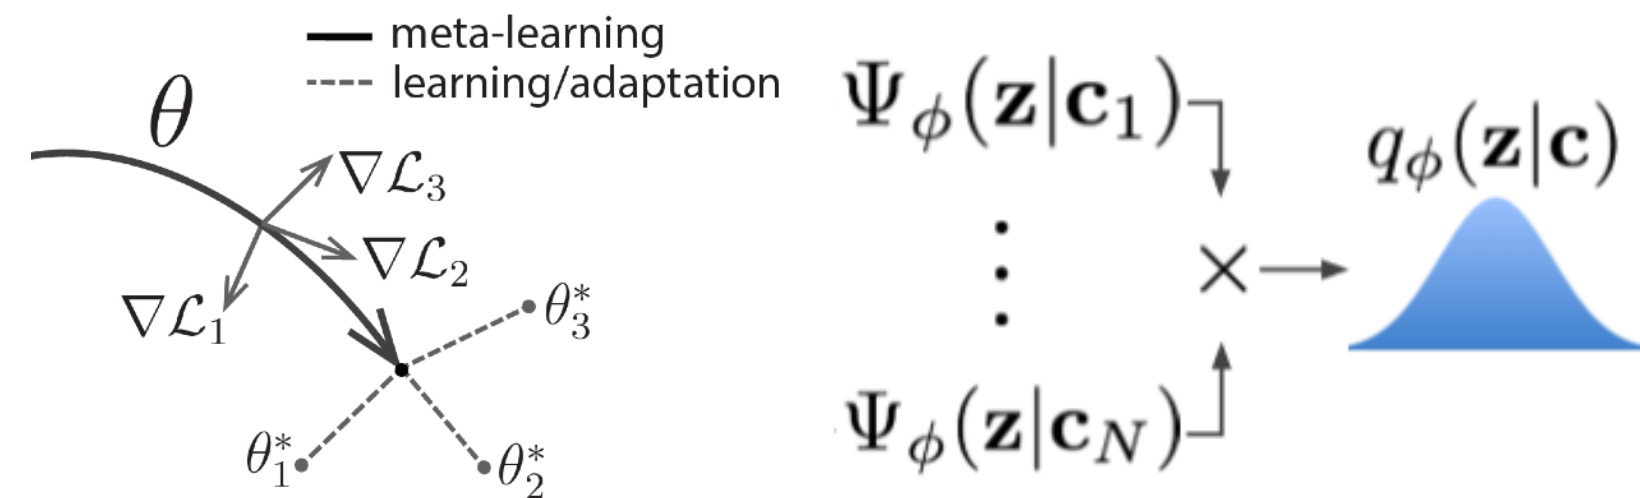 meta-learning
learning/adaptation
θ
∇ℒ₃
∇ℒ₂
∇ℒ₁
θ₃*
θ₁*
θ₂*
Ψ_ϕ(𝐳|𝐜₁)
⋮
Ψ_ϕ(𝐳|𝐜_N)
×
q_ϕ(𝐳|𝐜)